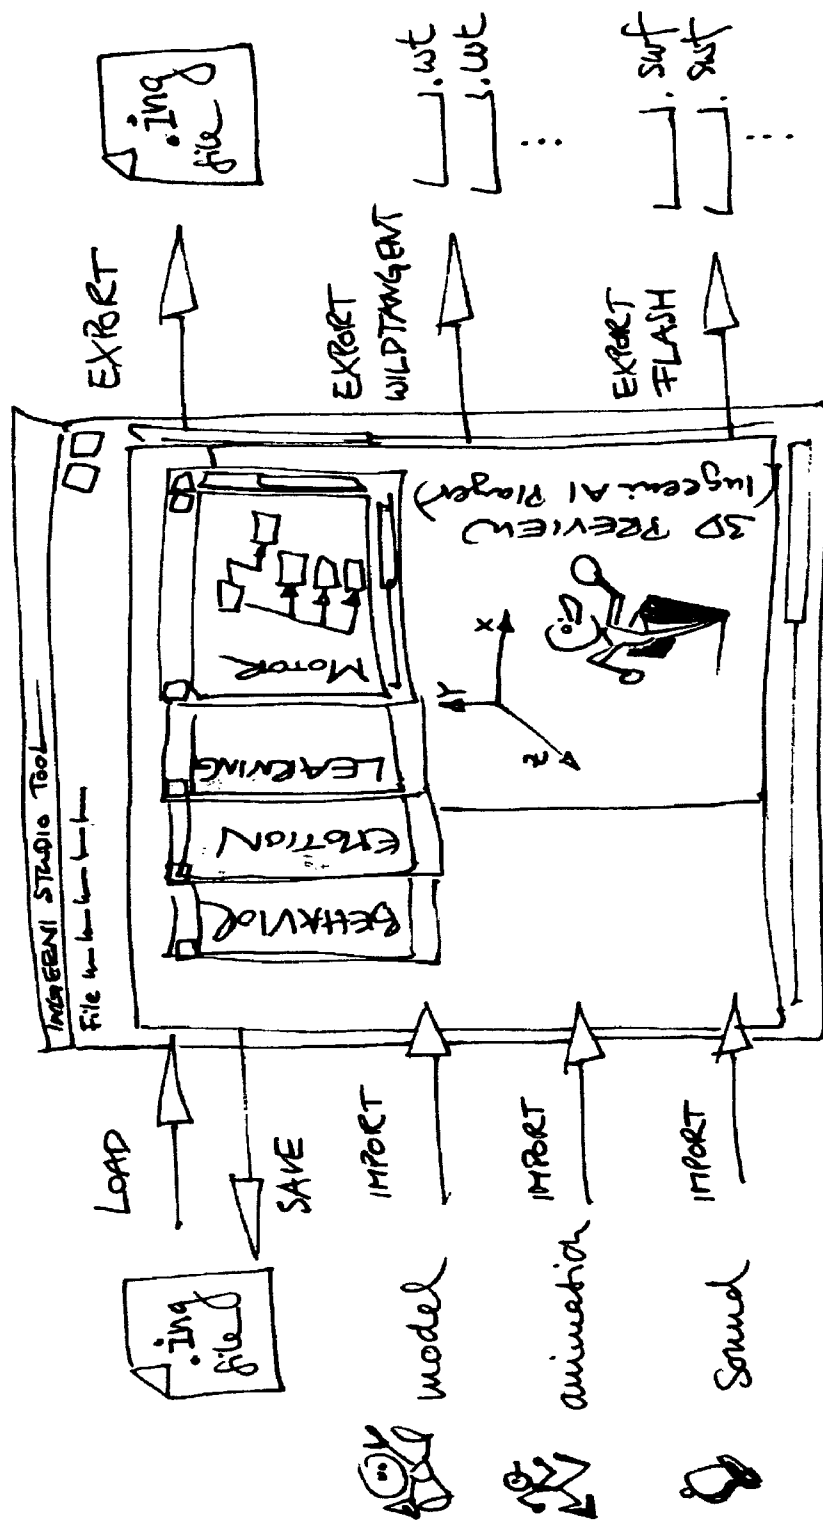 INGEENI STUDIO TOOL
File
LOAD
.ing
file
SAVE
IMPORT
model
IMPORT
animation
IMPORT
Sound
BEHAVIOR
EMOTION
LEARNING
MOTOR
Y
X
Z
3D PREVIEW
(Ingeeni AI Player)
EXPORT
.ing
file
EXPORT
WILDTANGENT
.wt
.wt
...
EXPORT
FLASH
.swf
.swf
...